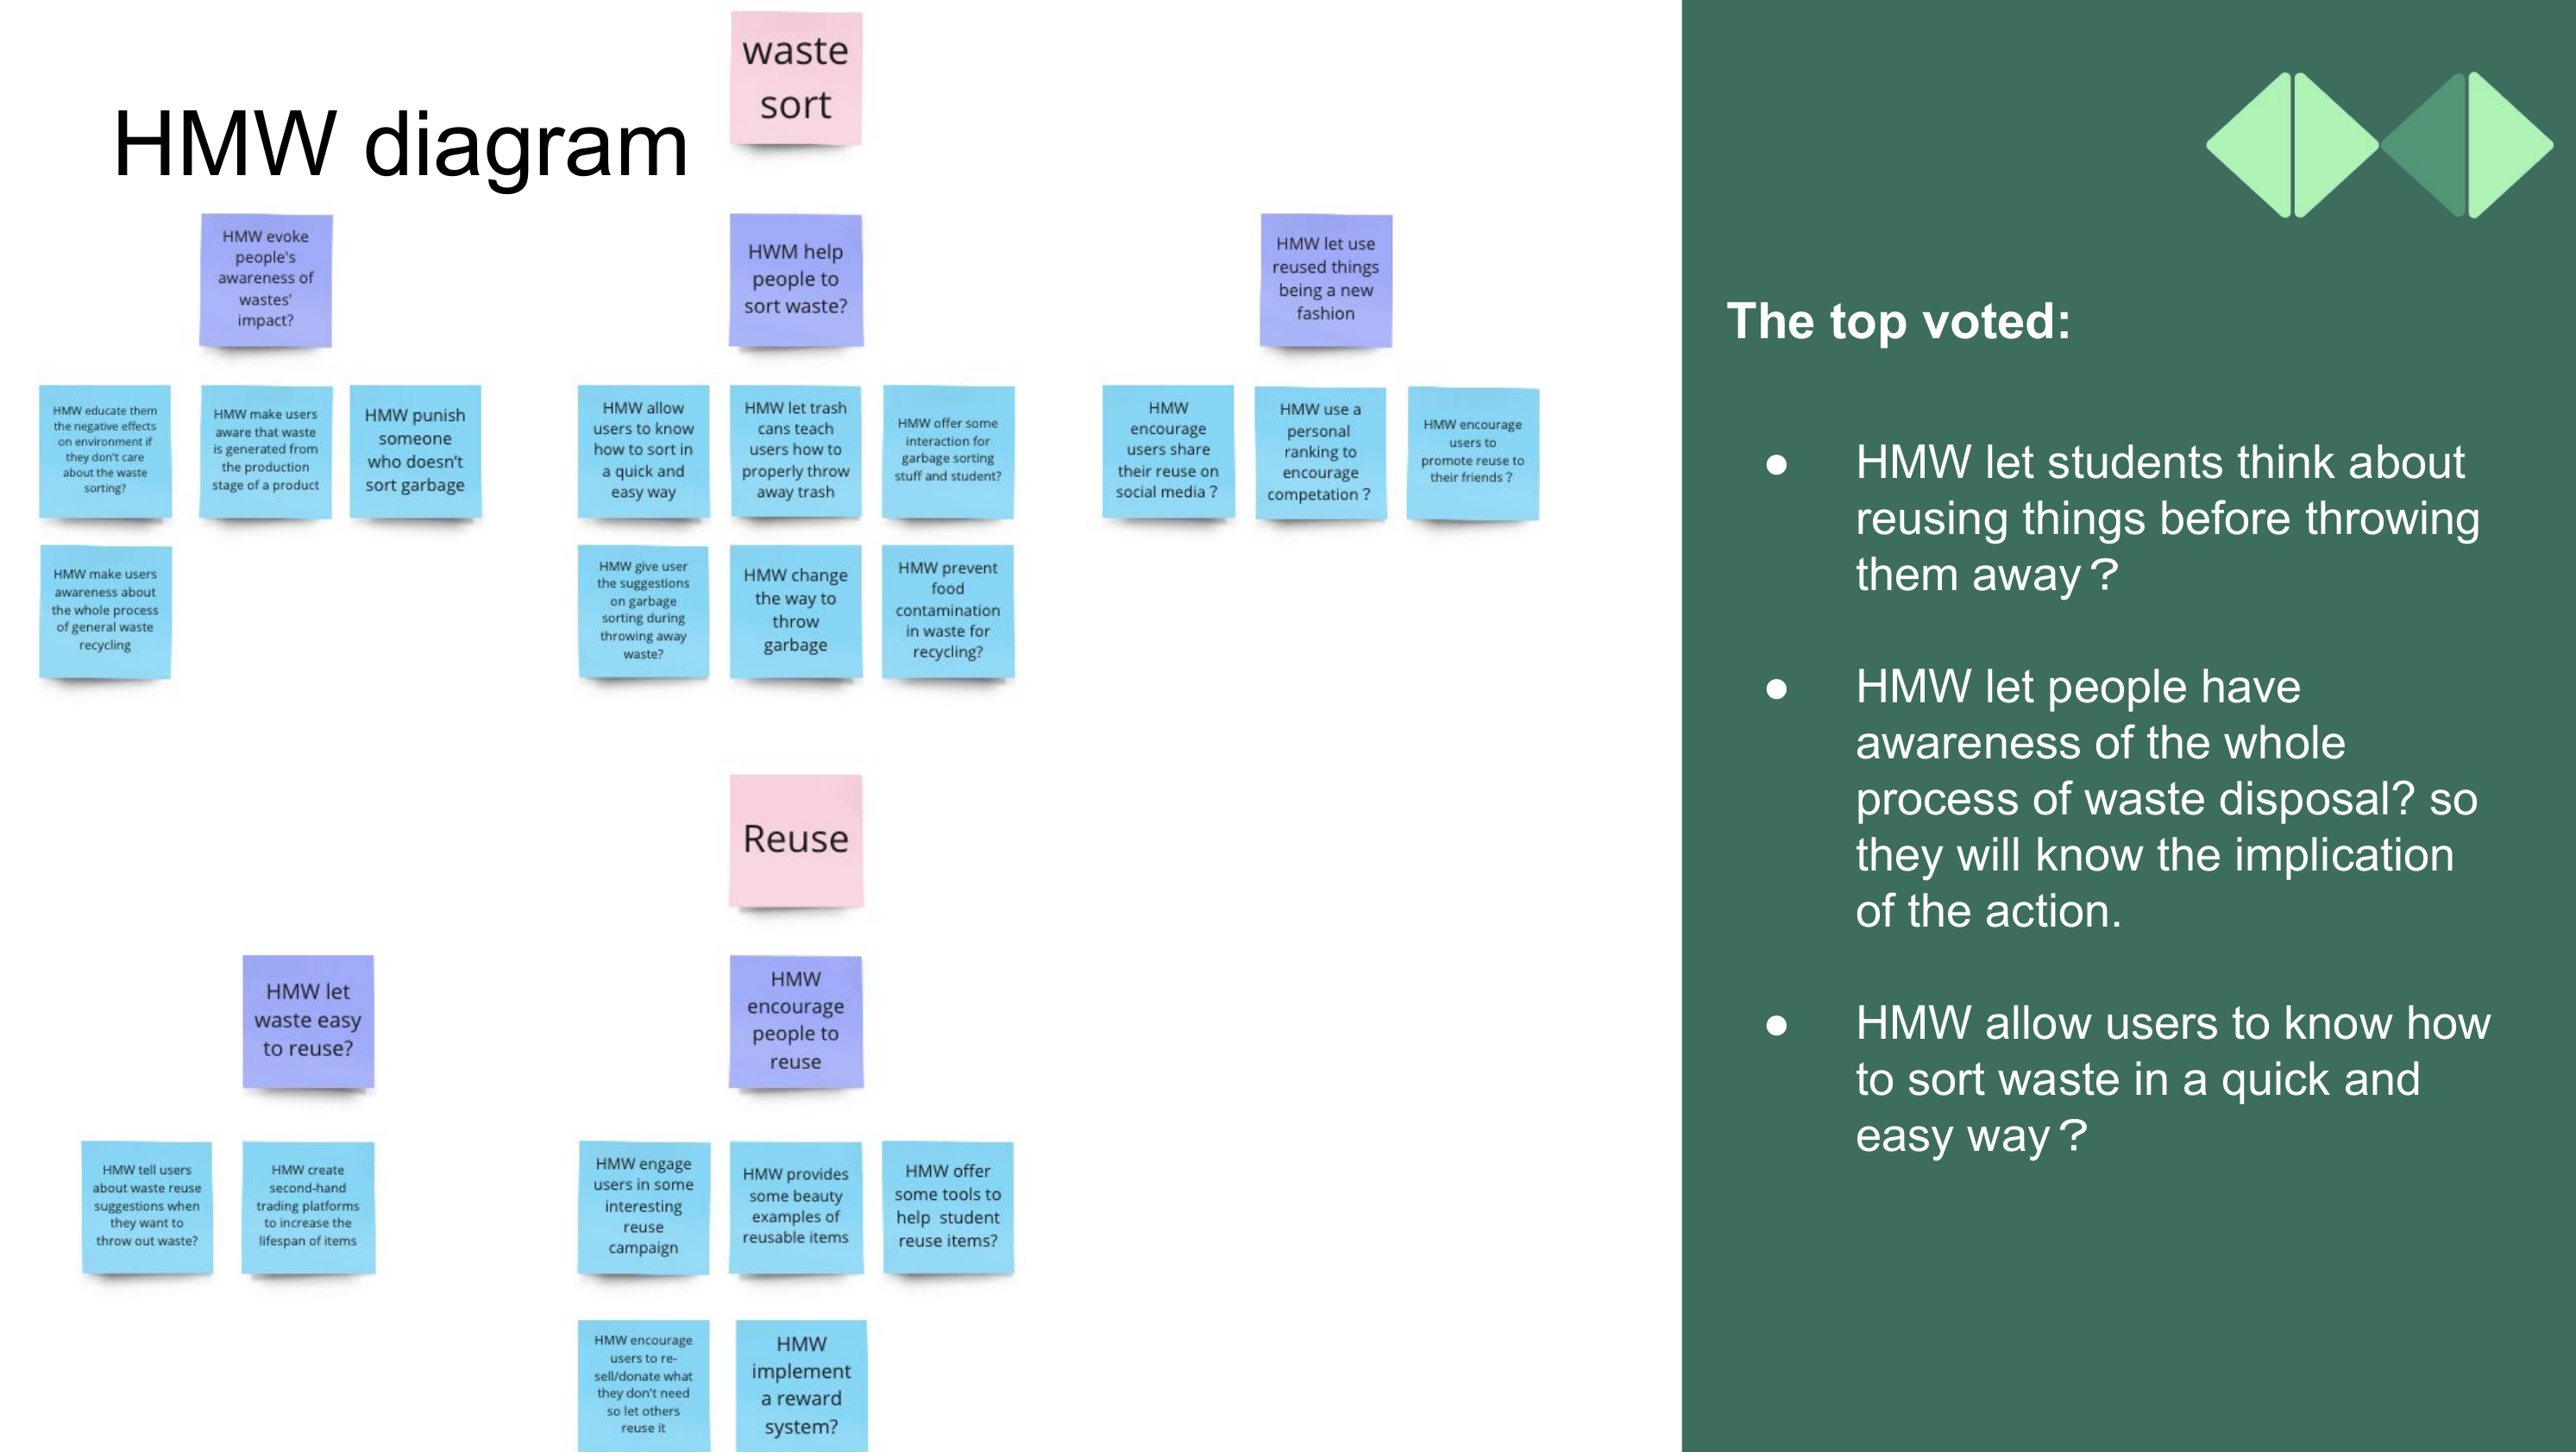 waste
sort
HMW diagram
HMW evoke
people's
awareness of
wastes'
impact?
HWM help
people to
sort waste?
HMW let use
reused things
being a new
fashion
HMW educate them
the negative effects
on environment if
they don't care
about the waste
sorting?
HMW make users
aware that waste
is generated from
the production
stage of a product
HMW punish
someone
who doesn't
sort garbage
HMW allow
users to know
how to sort in
a quick and
easy way
HMW let trash
cans teach
users how to
properly throw
away trash
HMW offer some
interaction for
garbage sorting
stuff and student?
HMW
encourage
users share
their reuse on
social media ?
HMW use a
personal
ranking to
encourage
competation ?
HMW encourage
users to
promote reuse to
their friends ?
HMW make users
awareness about
the whole process
of general waste
recycling
HMW give user
the suggestions
on garbage
sorting during
throwing away
waste?
HMW change
the way to
throw
garbage
HMW prevent
food
contamination
in waste for
recycling?
Reuse
HMW let
waste easy
to reuse?
HMW
encourage
people to
reuse
HMW tell users
about waste reuse
suggestions when
they want to
throw out waste?
HMW create
second-hand
trading platforms
to increase the
lifespan of items
HMW engage
users in some
interesting
reuse
campaign
HMW provides
some beauty
examples of
reusable items
HMW offer
some tools to
help student
reuse items?
HMW encourage
users to re-
sell/donate what
they don't need
so let others
reuse it
HMW
implement
a reward
system?
The top voted:
● HMW let students think about
reusing things before throwing
them away？
● HMW let people have
awareness of the whole
process of waste disposal? so
they will know the implication
of the action.
● HMW allow users to know how
to sort waste in a quick and
easy way？